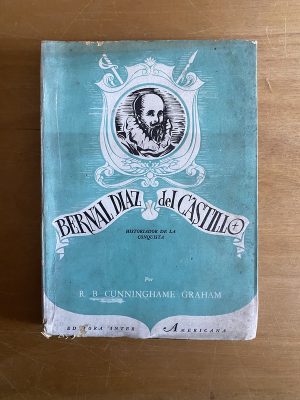 BERNAL DIAZ del CASTILLO
HISTORIADOR DE LA
CONQUISTA
Por
R. B. CUNNINGHAME GRAHAM
EDITORA INTER AMERICANA